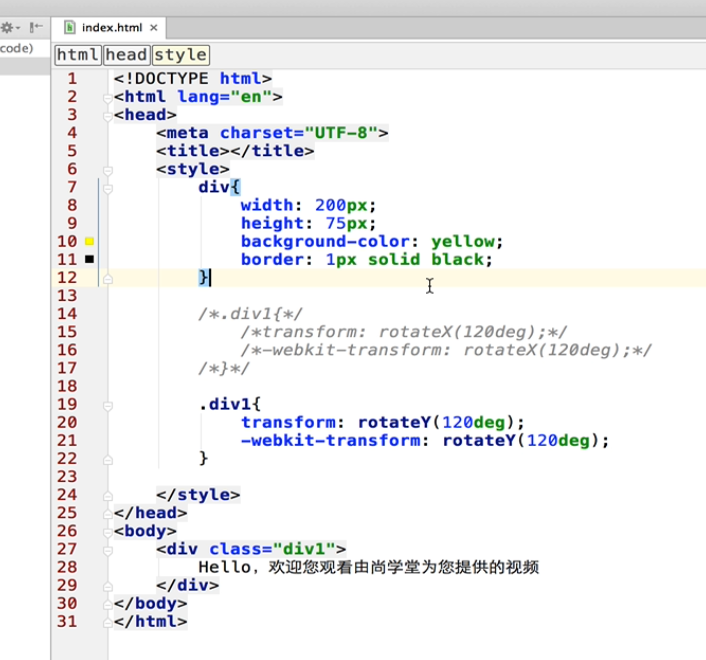 index.html ×
code)
html head style
1 <!DOCTYPE html>
2 <html lang="en">
3 <head>
4     <meta charset="UTF-8">
5     <title></title>
6     <style>
7         div{
8             width: 200px;
9             height: 75px;
10             background-color: yellow;
11             border: 1px solid black;
12         }
13
14         /*.div1{*/
15             /*transform: rotateX(120deg);*/
16             /*-webkit-transform: rotateX(120deg);*/
17         /*}*/
18
19         .div1{
20             transform: rotateY(120deg);
21             -webkit-transform: rotateY(120deg);
22         }
23
24     </style>
25 </head>
26 <body>
27     <div class="div1">
28         Hello，欢迎您观看由尚学堂为您提供的视频
29     </div>
30 </body>
31 </html>